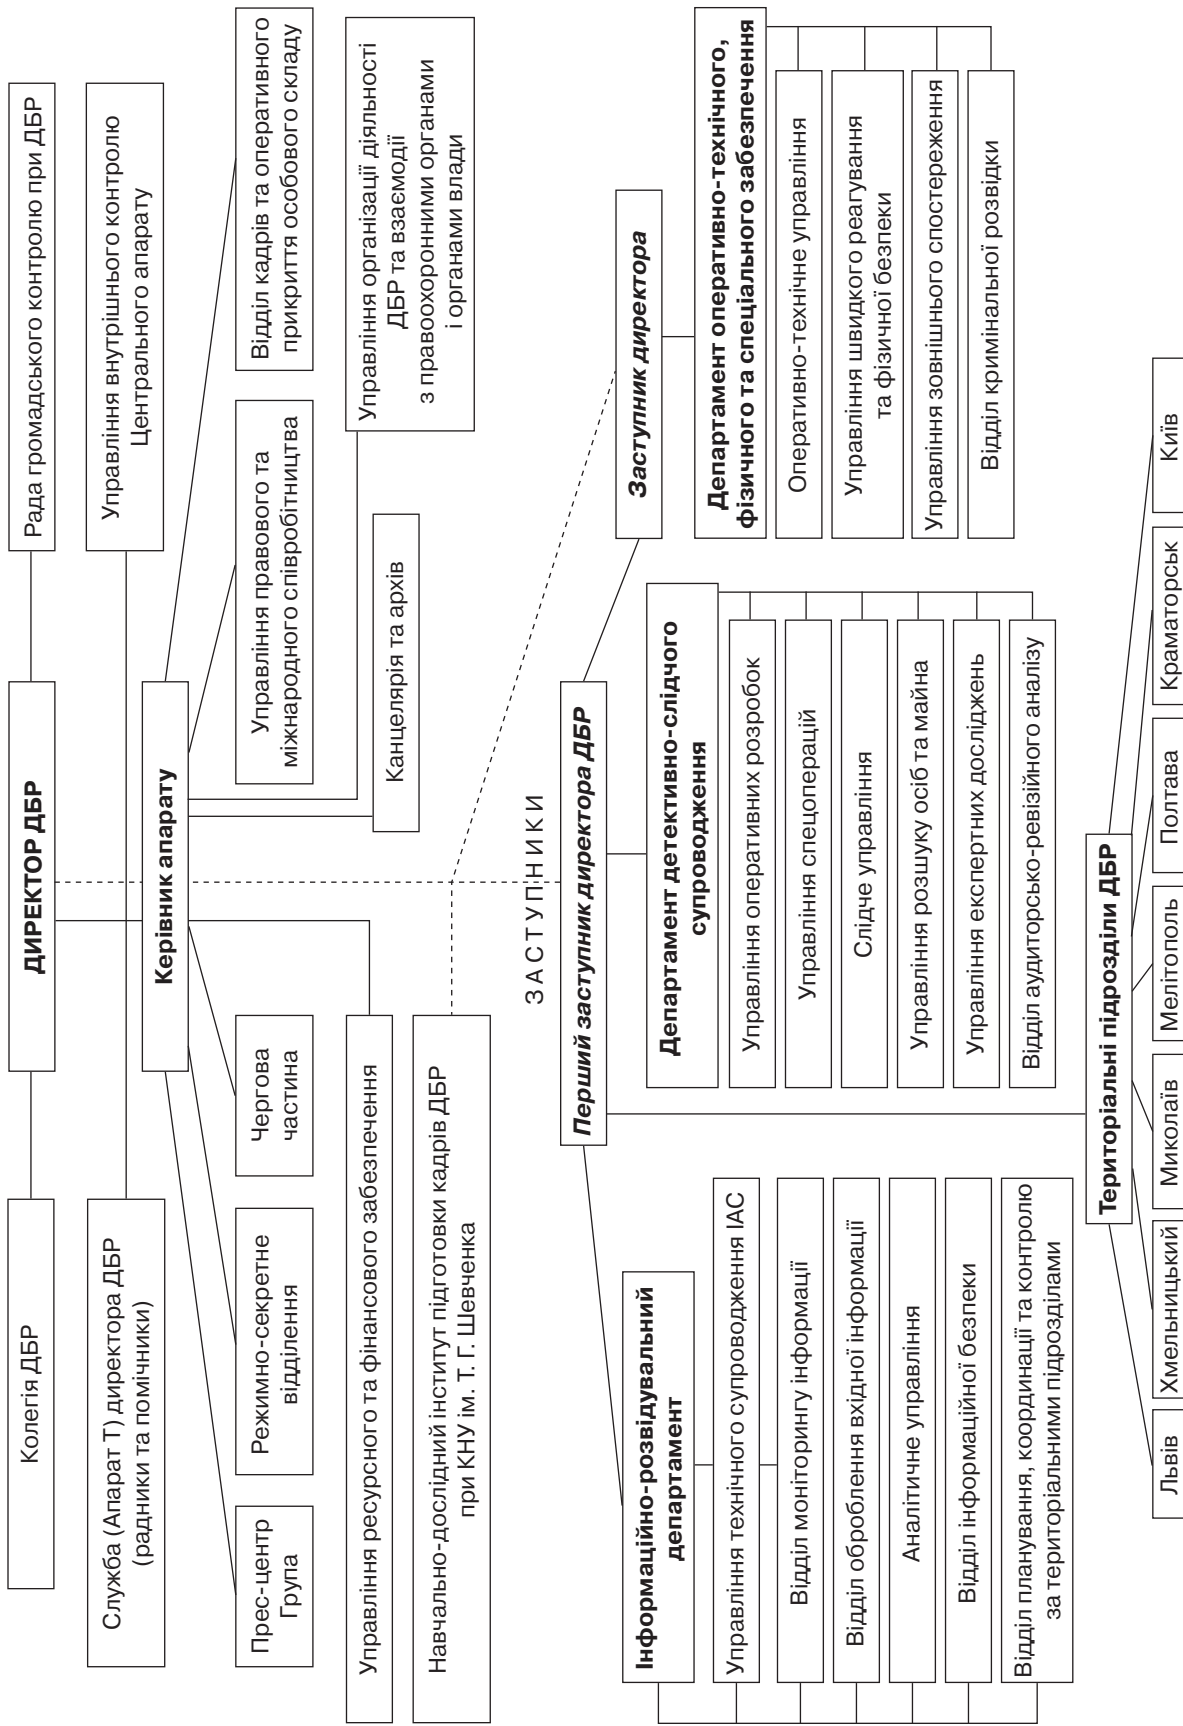 Колегія ДБР
ДИРЕКТОР ДБР
Рада громадського контролю при ДБР
Служба (Апарат Т) директора ДБР
(радники та помічники)
Управління внутрішнього контролю
Центрального апарату
Керівник апарату
Прес-центр
Група
Режимно-секретне
відділення
Чергова
частина
Управління правового та
міжнародного співробітництва
Відділ кадрів та оперативного
прикриття особового складу
Управління ресурсного та фінансового забезпечення
Канцелярія та архів
Управління організації діяльності
ДБР та взаємодії
з правоохоронними органами
і органами влади
Навчально-дослідний інститут підготовки кадрів ДБР
при КНУ ім. Т. Г. Шевченка
ЗАСТУПНИКИ
Перший заступник директора ДБР
Заступник директора
Інформаційно-розвідувальний
департамент
Управління технічного супроводження ІАС
Відділ моніторингу інформації
Відділ оброблення вхідної інформації
Аналітичне управління
Відділ інформаційної безпеки
Відділ планування, координації та контролю
за територіальними підрозділами
Департамент детективно-слідчого
супроводження
Управління оперативних розробок
Управління спецоперацій
Слідче управління
Управління розшуку осіб та майна
Управління експертних досліджень
Відділ аудиторсько-ревізійного аналізу
Департамент оперативно-технічного,
фізичного та спеціального забезпечення
Оперативно-технічне управління
Управління швидкого реагування
та фізичної безпеки
Управління зовнішнього спостереження
Відділ кримінальної розвідки
Територіальні підрозділи ДБР
Львів
Хмельницький
Миколаїв
Мелітополь
Полтава
Краматорськ
Київ